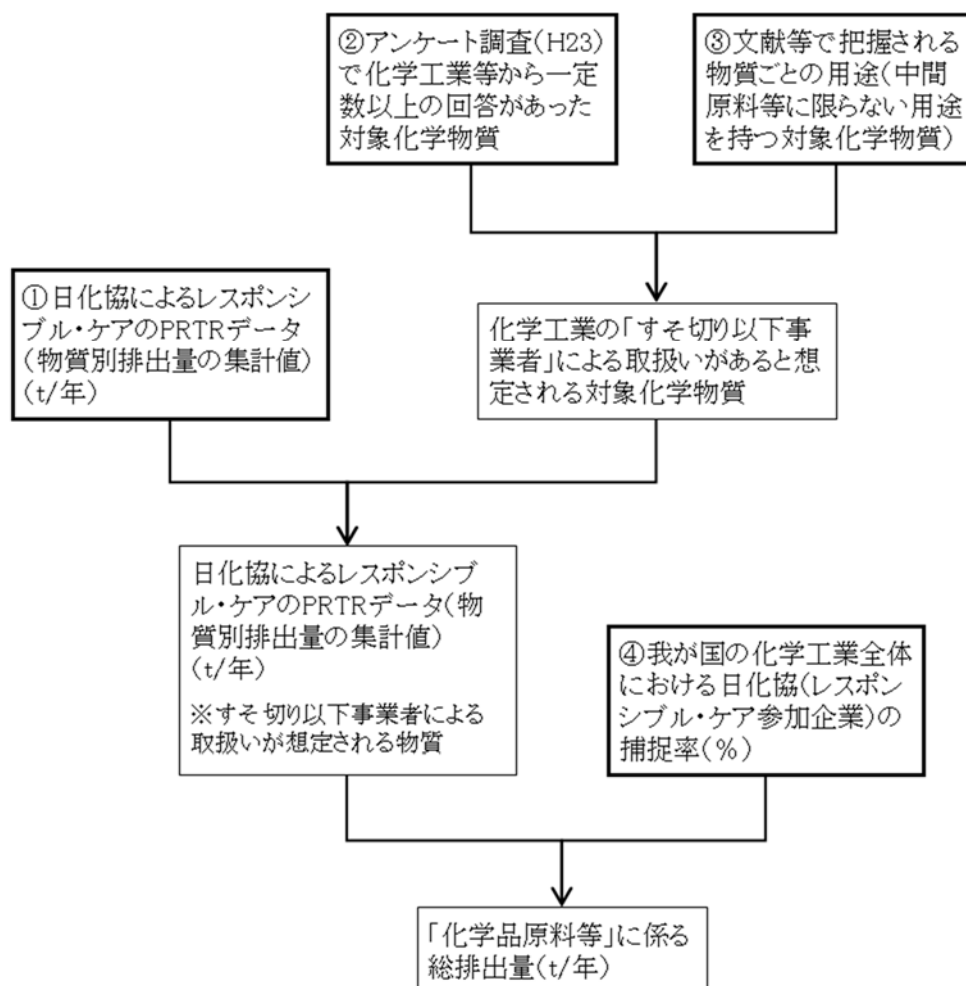 ②アンケート調査(H23)
で化学工業等から一定
数以上の回答があった
対象化学物質
③文献等で把握される
物質ごとの用途(中間
原料等に限らない用途
を持つ対象化学物質)
①日化協によるレスポンシ
ブル・ケアのPRTRデータ
(物質別排出量の集計値)
(t/年)
化学工業の「すそ切り以下事
業者」による取扱いがあると想
定される対象化学物質
日化協によるレスポンシブ
ル・ケアのPRTRデータ(物
質別排出量の集計値)
(t/年)
※すそ切り以下事業者による
取扱いが想定される物質
④我が国の化学工業全体
における日化協(レスポン
シブル・ケア参加企業)の
捕捉率(%)
「化学品原料等」に係る
総排出量(t/年)